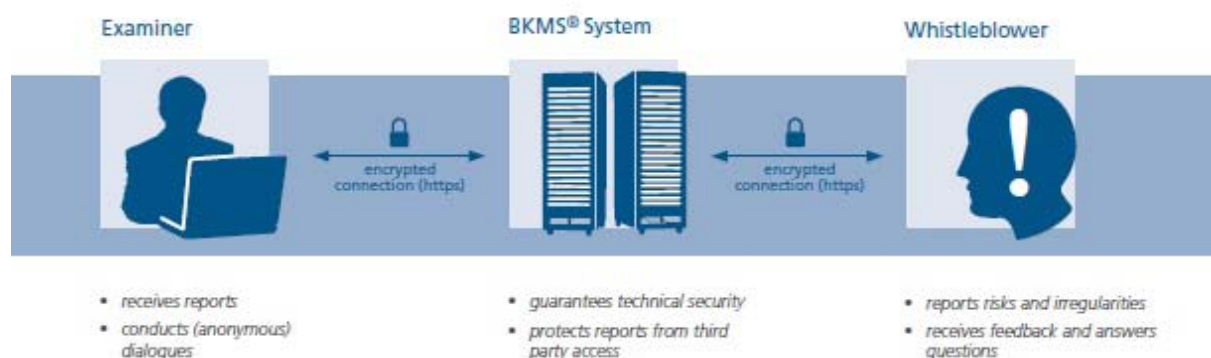 Examiner
BKMS® System
Whistleblower
encrypted
connection (https)
encrypted
connection (https)
• receives reports
• conducts (anonymous)
dialogues
• guarantees technical security
• protects reports from third
party access
• reports risks and irregularities
• receives feedback and answers
questions